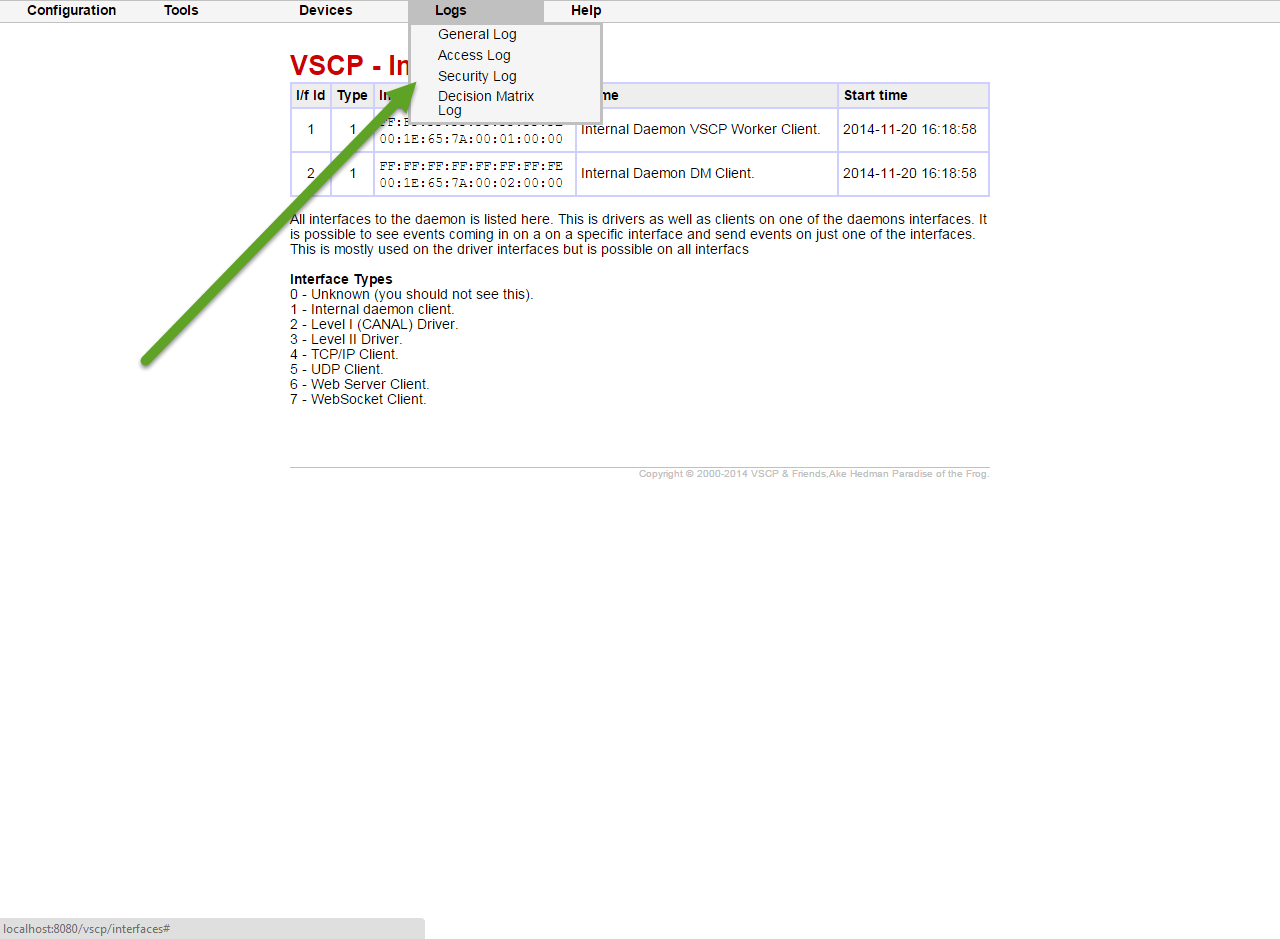 Configuration Tools Devices Logs Help
General Log
Access Log
Security Log
Decision Matrix
Log
VSCP - In
I/f Id Type In me Start time
1 1 00:1E:65:7A:00:01:00:00 Internal Daemon VSCP Worker Client. 2014-11-20 16:18:58
2 1 FF:FF:FF:FF:FF:FF:FF:FE Internal Daemon DM Client. 2014-11-20 16:18:58
00:1E:65:7A:00:02:00:00
All interfaces to the daemon is listed here. This is drivers as well as clients on one of the daemons interfaces. It
is possible to see events coming in on a on a specific interface and send events on just one of the interfaces.
This is mostly used on the driver interfaces but is possible on all interfacs
Interface Types
0 - Unknown (you should not see this).
1 - Internal daemon client.
2 - Level I (CANAL) Driver.
3 - Level II Driver.
4 - TCP/IP Client.
5 - UDP Client.
6 - Web Server Client.
7 - WebSocket Client.
Copyright © 2000-2014 VSCP & Friends,Ake Hedman Paradise of the Frog.
localhost:8080/vscp/interfaces#